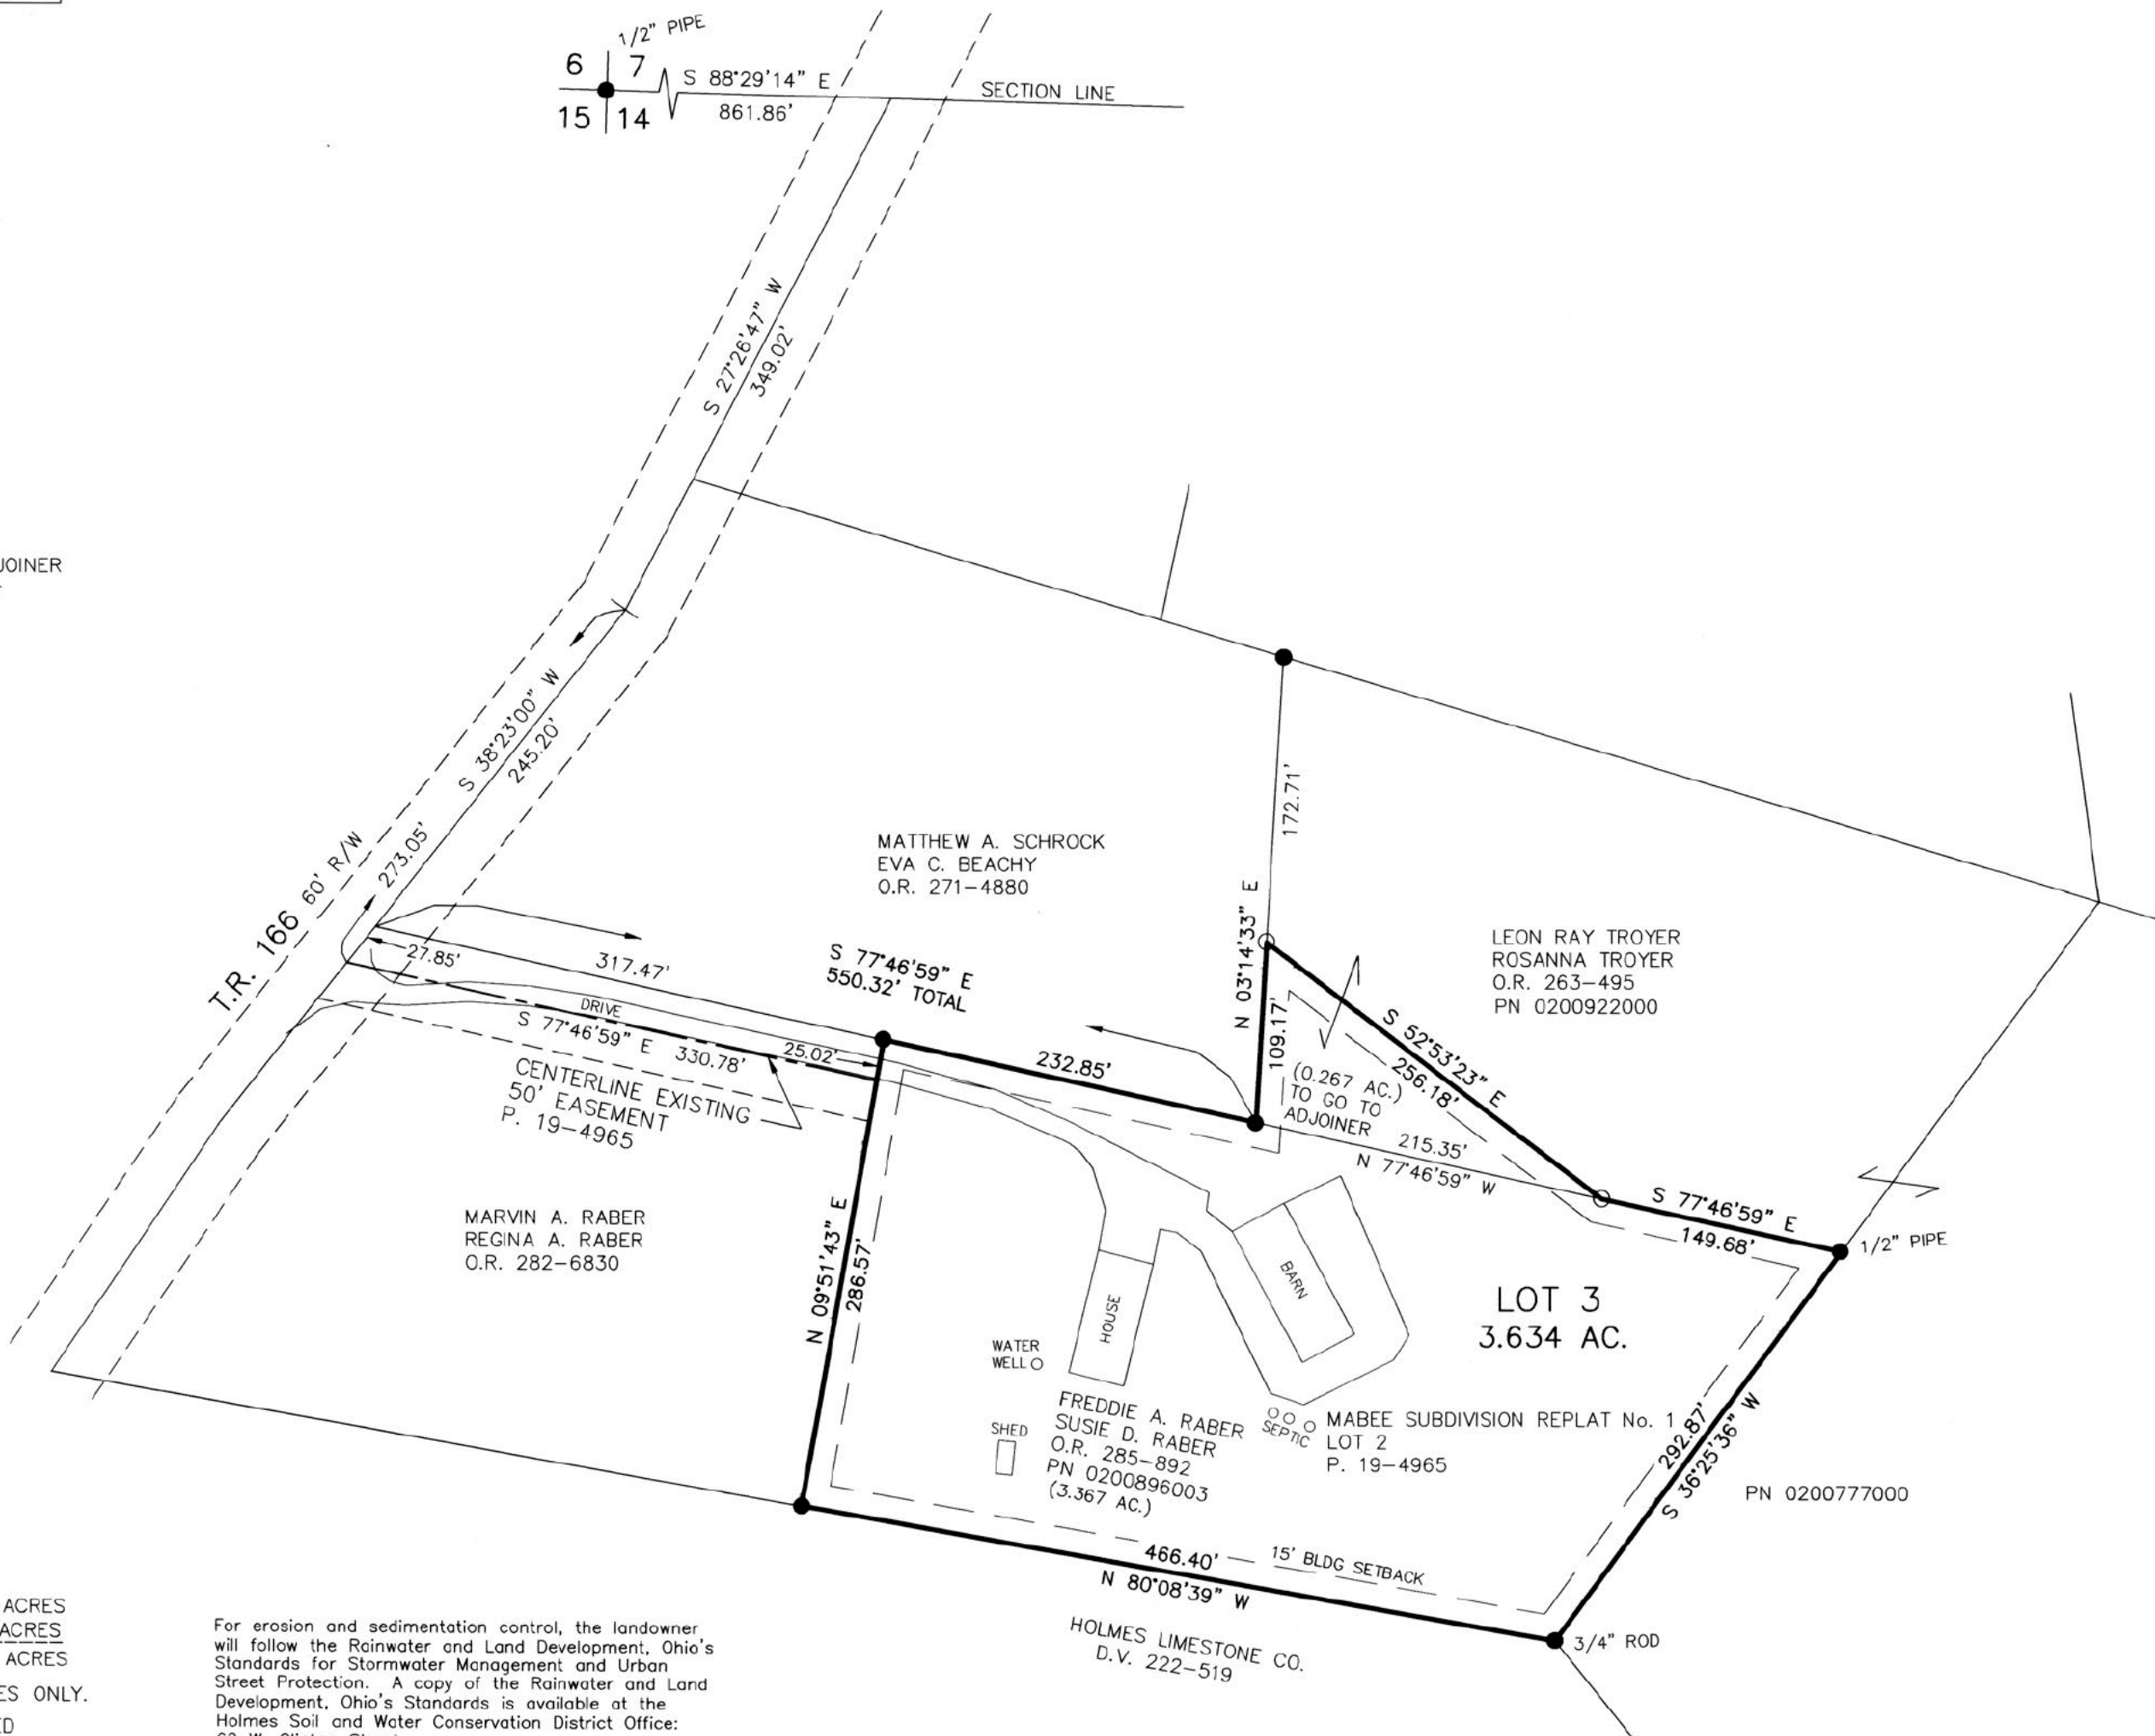 1/2" PIPE
6 7
15 14
S 88°29'14" E
861.86'
SECTION LINE
S 27°26'47" W
349.02'
JOINER
S 38°23'00" W
245.20'
273.05'
T.R. 166 60' R/W
172.71'
MATTHEW A. SCHROCK
EVA C. BEACHY
O.R. 271-4880
N 03°14'33" E
109.17'
LEON RAY TROYER
ROSANNA TROYER
O.R. 263-495
PN 0200922000
27.85'
317.47'
S 77°46'59" E
550.32' TOTAL
DRIVE
S 77°46'59" E 330.78'
25.02'
232.85'
CENTERLINE EXISTING
50' EASEMENT
P. 19-4965
S 52°53'23" E
256.18'
(0.267 AC.)
TO GO TO
ADJOINER
215.35'
N 77°46'59" W
S 77°46'59" E
149.68'
1/2" PIPE
MARVIN A. RABER
REGINA A. RABER
O.R. 282-6830
N 09°51'43" E
286.57'
BARN
HOUSE
LOT 3
3.634 AC.
WATER
WELL
SHED
FREDDIE A. RABER
SUSIE D. RABER
O.R. 285-892
PN 0200896003
(3.367 AC.)
SEPTIC
MABEE SUBDIVISION REPLAT No. 1
LOT 2
P. 19-4965
292.87'
S 36°25'36" W
PN 0200777000
466.40'
N 80°08'39" W
15' BLDG SETBACK
HOLMES LIMESTONE CO.
D.V. 222-519
3/4" ROD
ACRES
ACRES
ACRES
ES ONLY.
ED
For erosion and sedimentation control, the landowner
will follow the Rainwater and Land Development, Ohio's
Standards for Stormwater Management and Urban
Street Protection. A copy of the Rainwater and Land
Development, Ohio's Standards is available at the
Holmes Soil and Water Conservation District Office: